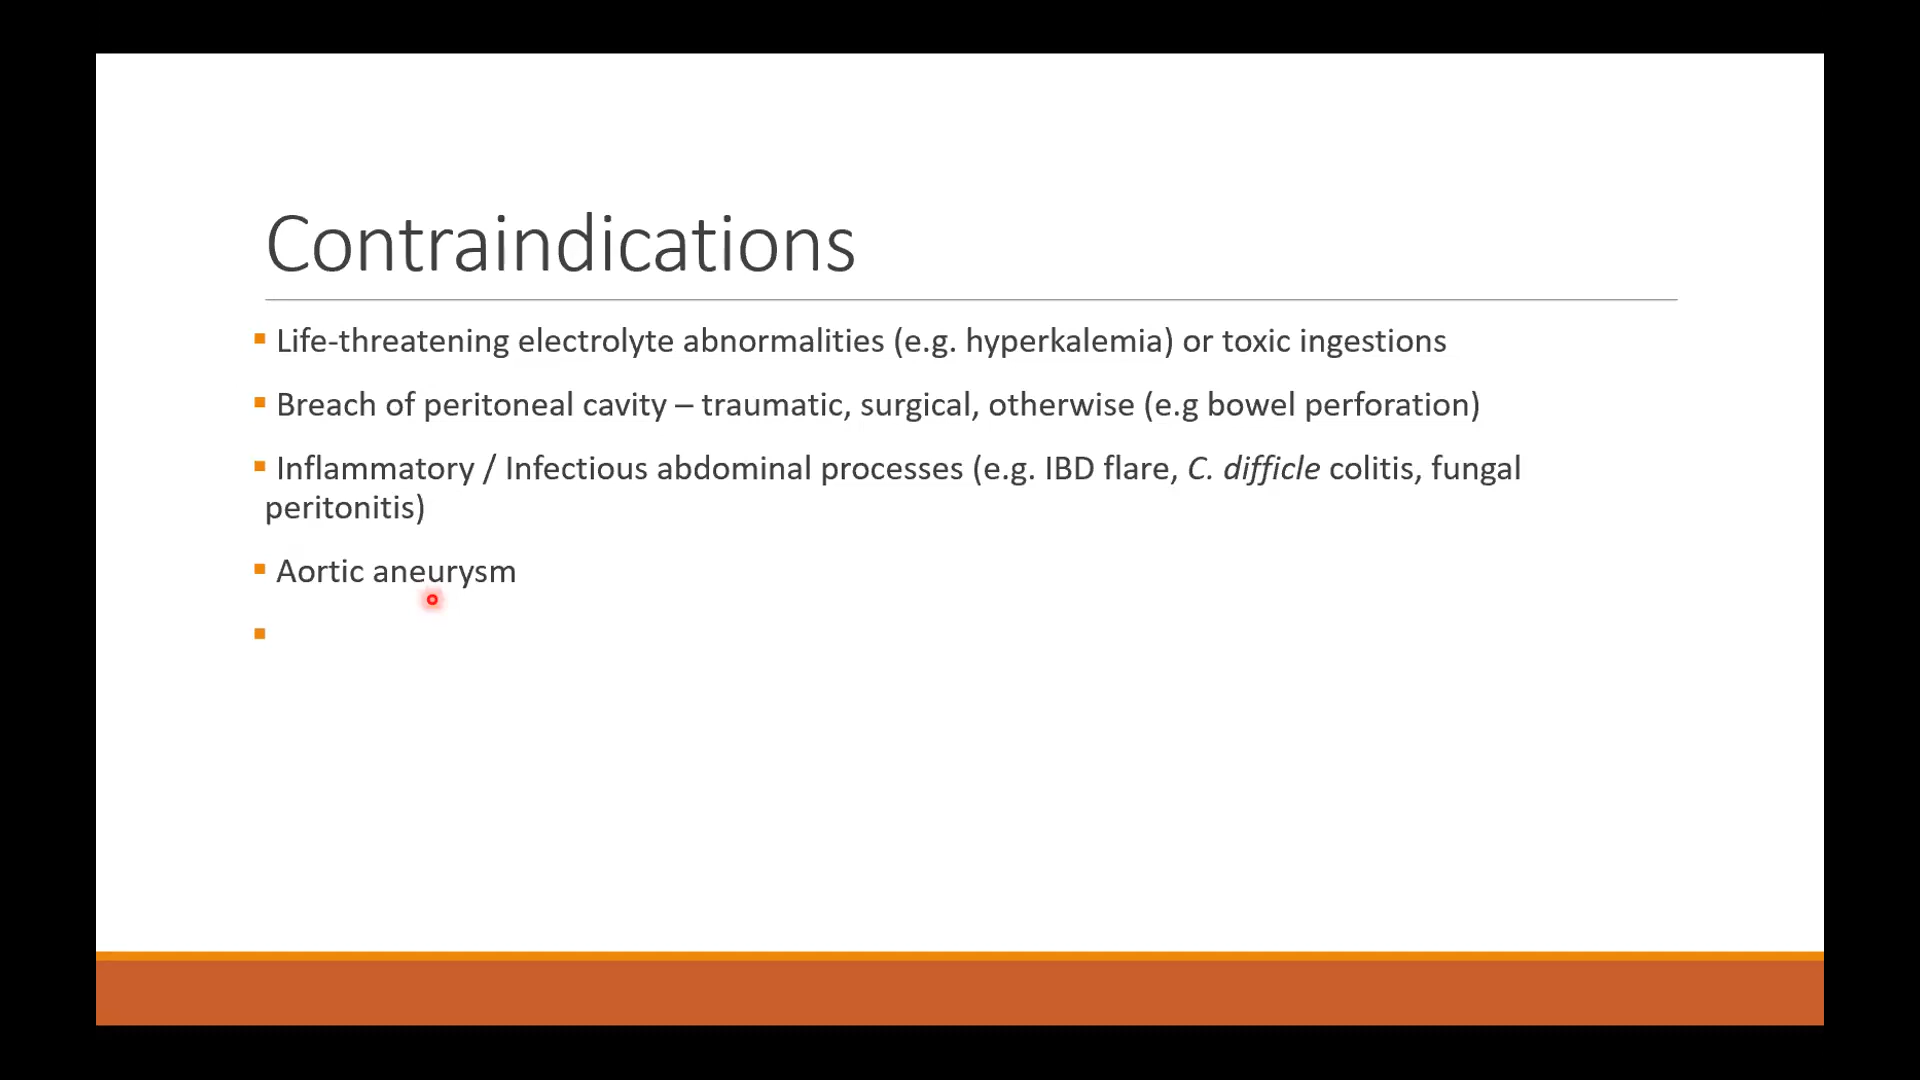 Contraindications
Life-threatening electrolyte abnormalities (e.g. hyperkalemia) or toxic ingestions
Breach of peritoneal cavity – traumatic, surgical, otherwise (e.g bowel perforation)
Inflammatory / Infectious abdominal processes (e.g. IBD flare, C. difficle colitis, fungal
peritonitis)
Aortic aneurysm